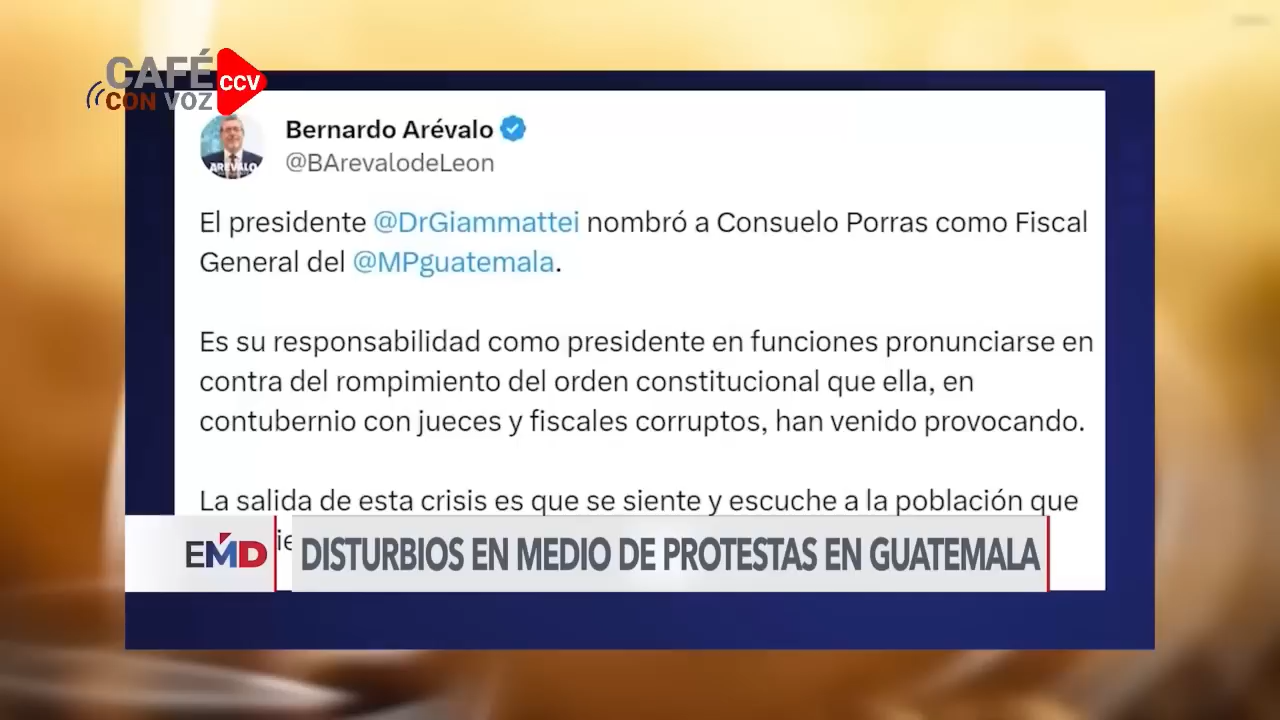 CAFÉ
CON VOZ
CCV
Bernardo Arévalo
@BArevalodeLeon
AREVALO
El presidente @DrGiammattei nombró a Consuelo Porras como Fiscal
General del @MPguatemala.
Es su responsabilidad como presidente en funciones pronunciarse en
contra del rompimiento del orden constitucional que ella, en
contubernio con jueces y fiscales corruptos, han venido provocando.
La salida de esta crisis es que se siente y escuche a la población que
EMD
DISTURBIOS EN MEDIO DE PROTESTAS EN GUATEMALA